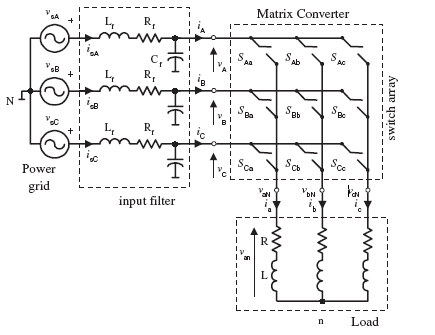 Matrix Converter
v_sA
+
L_f
R_f
i_A
i_sA
C_f
v_A
S_Aa
S_Ab
S_Ac
v_sB
+
L_f
R_f
i_B
N
i_sB
v_B
S_Ba
S_Bb
S_Bc
switch array
v_sC
+
L_f
R_f
i_C
i_sC
v_C
S_Ca
S_Cb
S_Cc
Power
grid
input filter
v_aN
v_bN
v_cN
i_a
i_b
i_c
v_an
R
L
n
Load